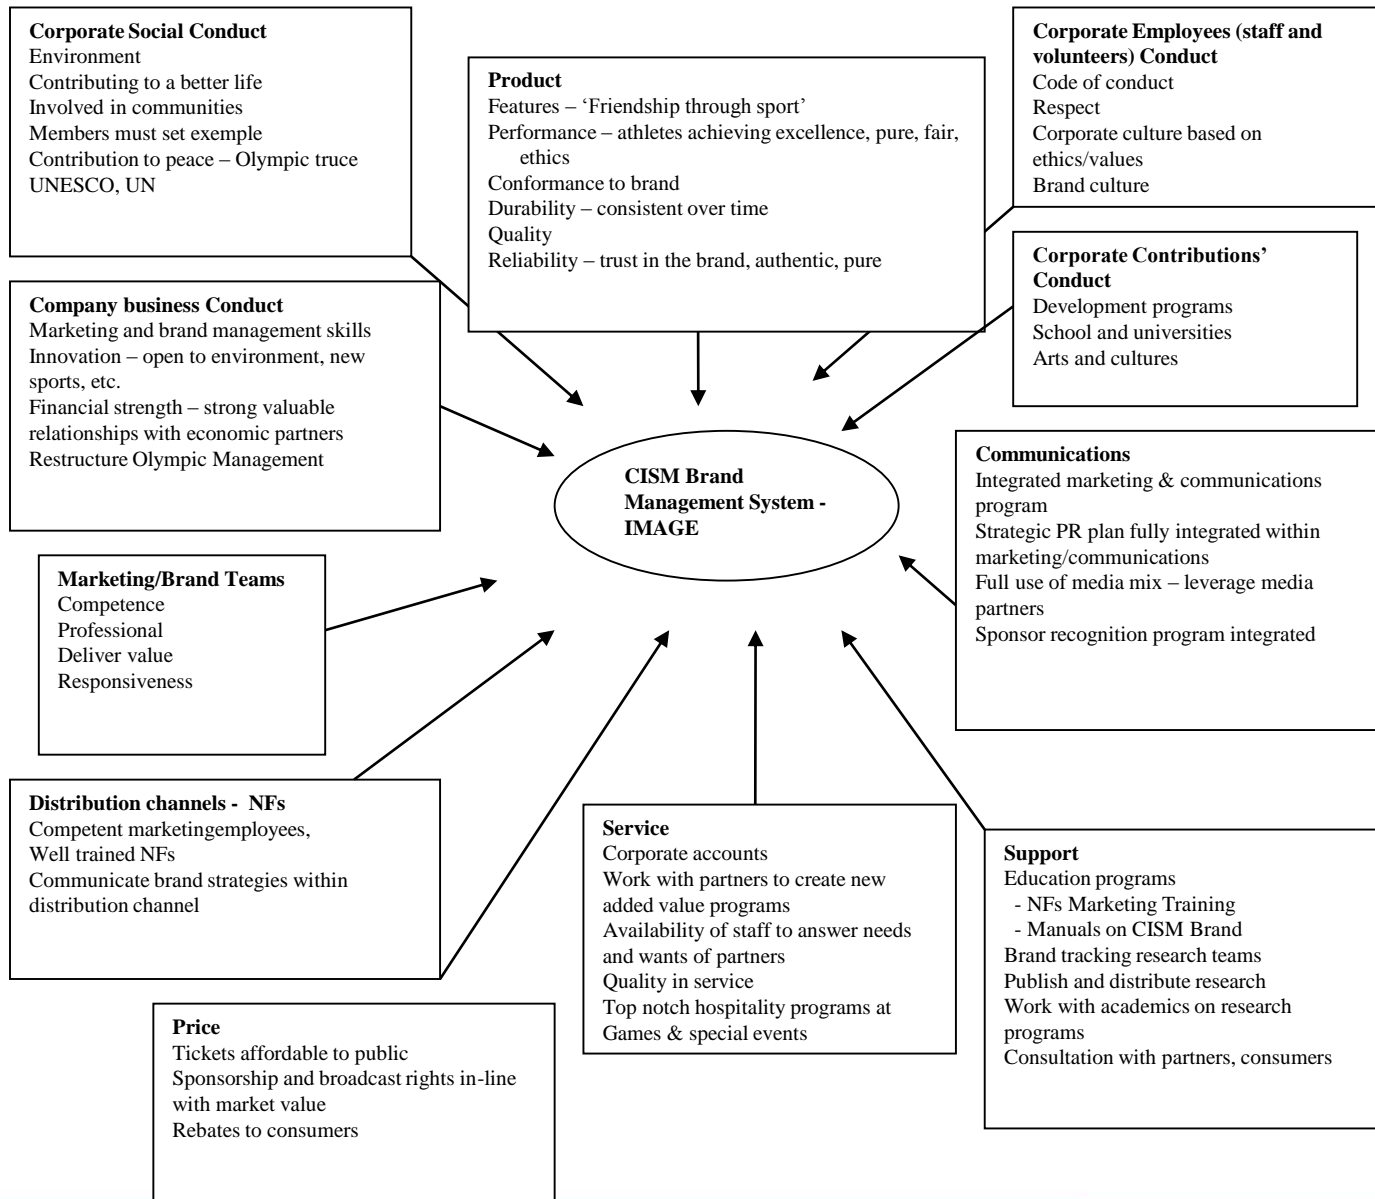 Corporate Social Conduct
Environment
Contributing to a better life
Involved in communities
Members must set exemple
Contribution to peace – Olympic truce
UNESCO, UN
Product
Features – ‘Friendship through sport’
Performance – athletes achieving excellence, pure, fair,
ethics
Conformance to brand
Durability – consistent over time
Quality
Reliability – trust in the brand, authentic, pure
Corporate Employees (staff and
volunteers) Conduct
Code of conduct
Respect
Corporate culture based on
ethics/values
Brand culture
Corporate Contributions’
Conduct
Development programs
School and universities
Arts and cultures
Company business Conduct
Marketing and brand management skills
Innovation – open to environment, new
sports, etc.
Financial strength – strong valuable
relationships with economic partners
Restructure Olympic Management
CISM Brand
Management System -
IMAGE
Communications
Integrated marketing & communications
program
Strategic PR plan fully integrated within
marketing/communications
Full use of media mix – leverage media
partners
Sponsor recognition program integrated
Marketing/Brand Teams
Competence
Professional
Deliver value
Responsiveness
Distribution channels -  NFs
Competent marketingemployees,
Well trained NFs
Communicate brand strategies within
distribution channel
Service
Corporate accounts
Work with partners to create new
added value programs
Availability of staff to answer needs
and wants of partners
Quality in service
Top notch hospitality programs at
Games & special events
Support
Education programs
- NFs Marketing Training
- Manuals on CISM Brand
Brand tracking research teams
Publish and distribute research
Work with academics on research
programs
Consultation with partners, consumers
Price
Tickets affordable to public
Sponsorship and broadcast rights in-line
with market value
Rebates to consumers